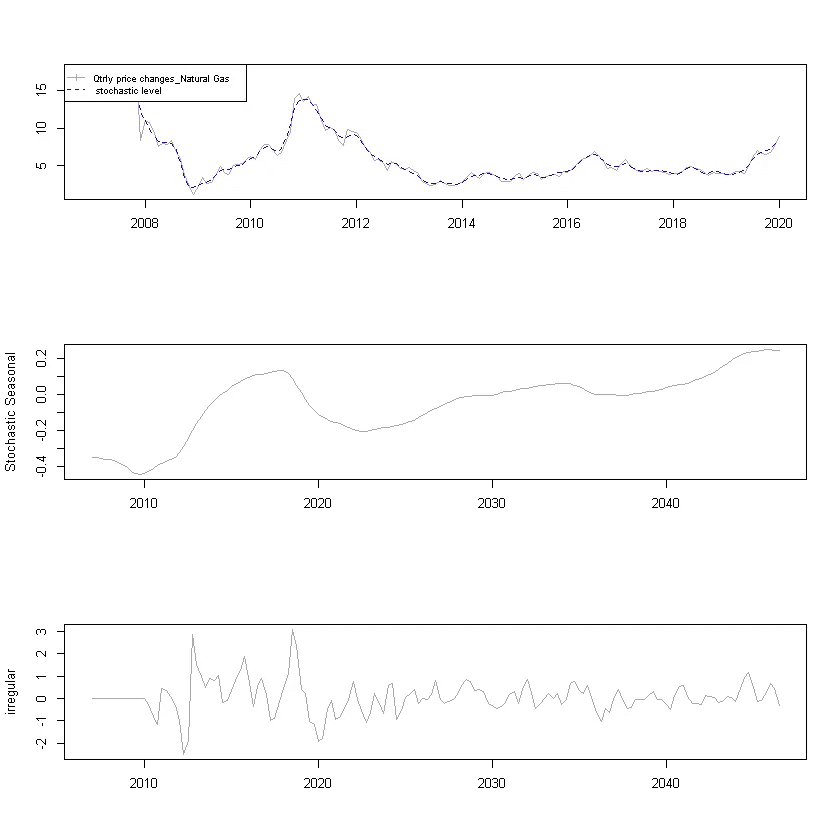 Qtrly price changes_Natural Gas
stochastic level
15
10
5
2008 2010 2012 2014 2016 2018 2020
Stochastic Seasonal
0.2
0.0
-0.2
-0.4
2010 2020 2030 2040
irregular
3
2
1
0
-1
-2
2010 2020 2030 2040